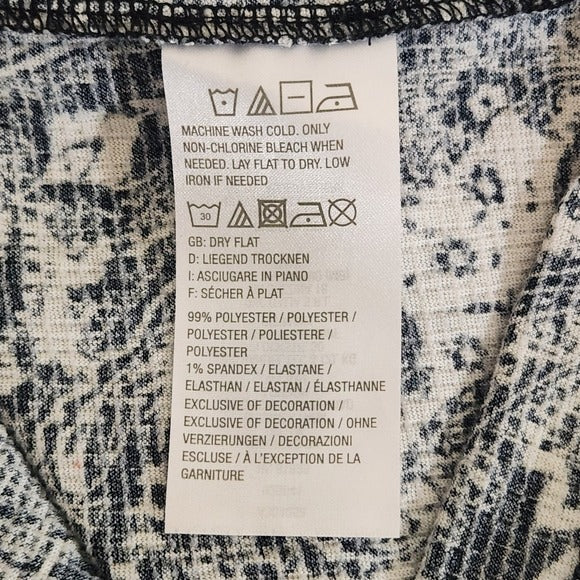 MACHINE WASH COLD. ONLY
NON-CHLORINE BLEACH WHEN
NEEDED. LAY FLAT TO DRY. LOW
IRON IF NEEDED
30
GB: DRY FLAT
D: LIEGEND TROCKNEN
I: ASCIUGARE IN PIANO
F: SÉCHER À PLAT
99% POLYESTER / POLYESTER /
POLYESTER / POLIESTERE /
POLYESTER
1% SPANDEX / ELASTANE /
ELASTHAN / ELASTAN / ÉLASTHANNE
EXCLUSIVE OF DECORATION /
EXCLUSIVE OF DECORATION / OHNE
VERZIERUNGEN / DECORAZIONI
ESCLUSE / À L'EXCEPTION DE LA
GARNITURE